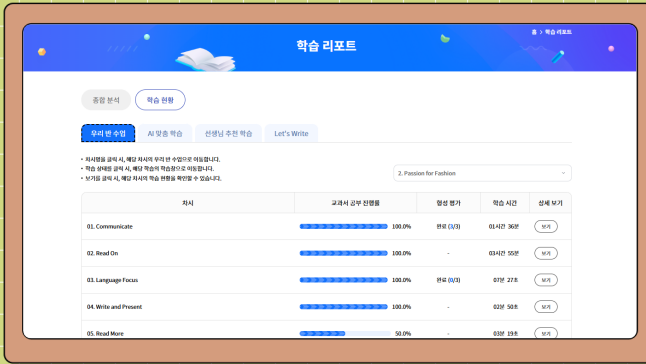 홈 > 학습 리포트
학습 리포트
종합 분석 학습 현황
우리 반 수업 AI 맞춤 학습 선생님 추천 학습 Let's Write
• 차시명을 클릭 시, 해당 차시의 우리 반 수업으로 이동합니다.
• 학습 상태를 클릭 시, 해당 학습의 학습창으로 이동합니다.
• 보기를 클릭 시, 해당 차시의 학습 현황을 확인할 수 있습니다.
2. Passion for Fashion
차시 교과서 공부 진행률 형성 평가 학습 시간 상세 보기
01. Communicate 100.0% 완료 (3/3) 01시간 36분 보기
02. Read On 100.0% - 03시간 55분 보기
03. Language Focus 100.0% 완료 (0/3) 07분 27초 보기
04. Write and Present 100.0% - 02분 50초 보기
05. Read More 50.0% - 03분 19초 보기